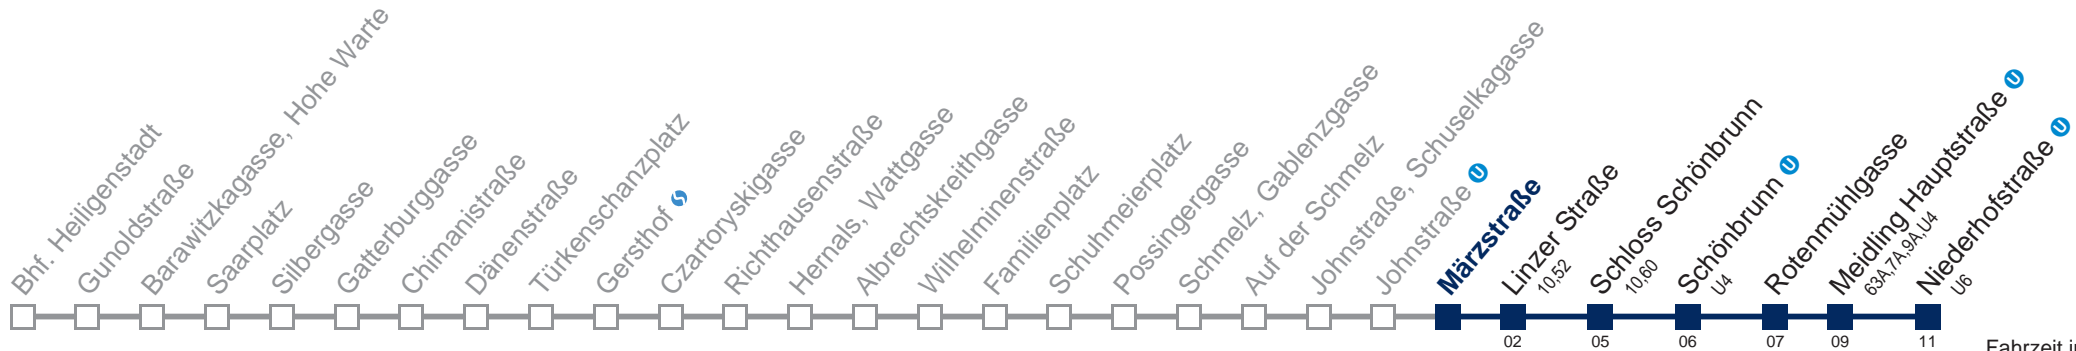 Bhf. Heiligenstadt
Gunoldstraße
Barawitzkagasse, Hohe Warte
Saarplatz
Silbergasse
Gatterburggasse
Chimanistraße
Dänenstraße
Türkenschanzplatz
Gersthof S
Czartoryskigasse
Richthausenstraße
Hernals, Wattgasse
Albrechtskreithgasse
Wilhelminenstraße
Familienplatz
Schuhmeierplatz
Possingergasse
Schmelz, Gablenzgasse
Auf der Schmelz
Johnstraße, Schuselkagasse
Johnstraße U
Märzstraße
Linzer Straße
10,52
Schloss Schönbrunn
10,60
Schönbrunn U
U4
Rotenmühlgasse
Meidling Hauptstraße U
63A,7A,9A,U4
Niederhofstraße U
U6
02 05 06 07 09 11
Fahrzeit